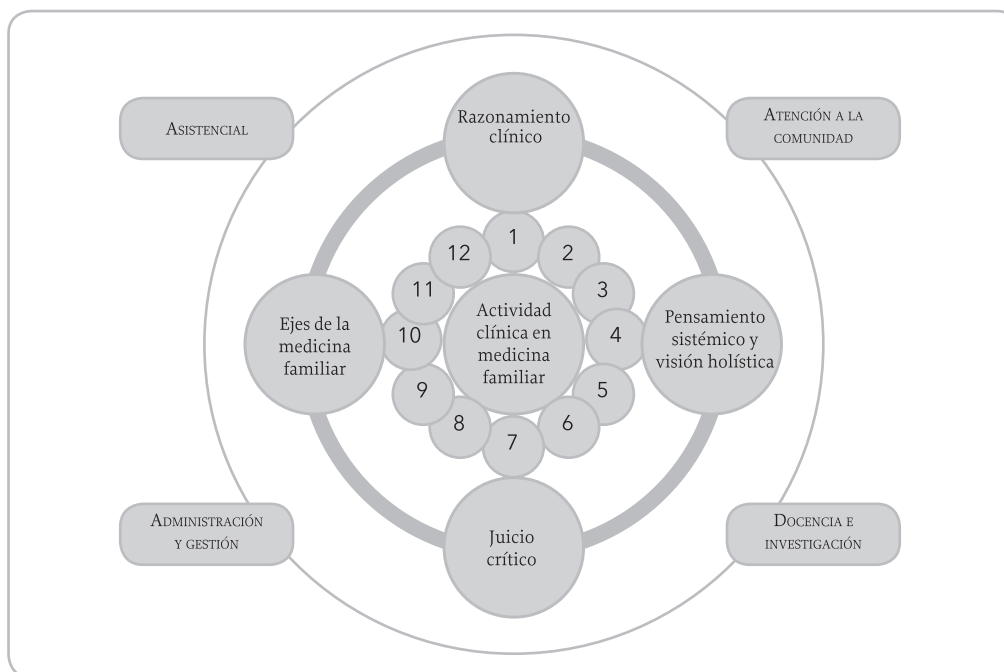 ASISTENCIAL
ATENCIÓN A LA
COMUNIDAD
Razonamiento
clínico
1
2
3
4
5
6
7
8
9
10
11
12
Actividad
clínica en
medicina
familiar
Ejes de la
medicina
familiar
Pensamiento
sistémico y
visión holística
Juicio
crítico
ADMINISTRACIÓN
Y GESTIÓN
DOCENCIA E
INVESTIGACIÓN